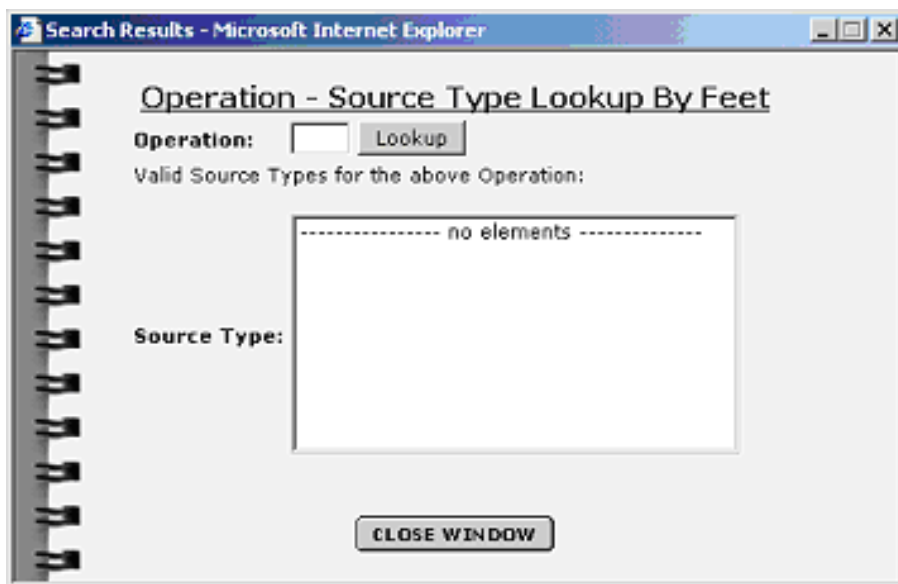 Search Results - Microsoft Internet Explorer
Operation - Source Type Lookup By Feet
Operation: Lookup
Valid Source Types for the above Operation:
---------------- no elements --------------
Source Type:
CLOSE WINDOW